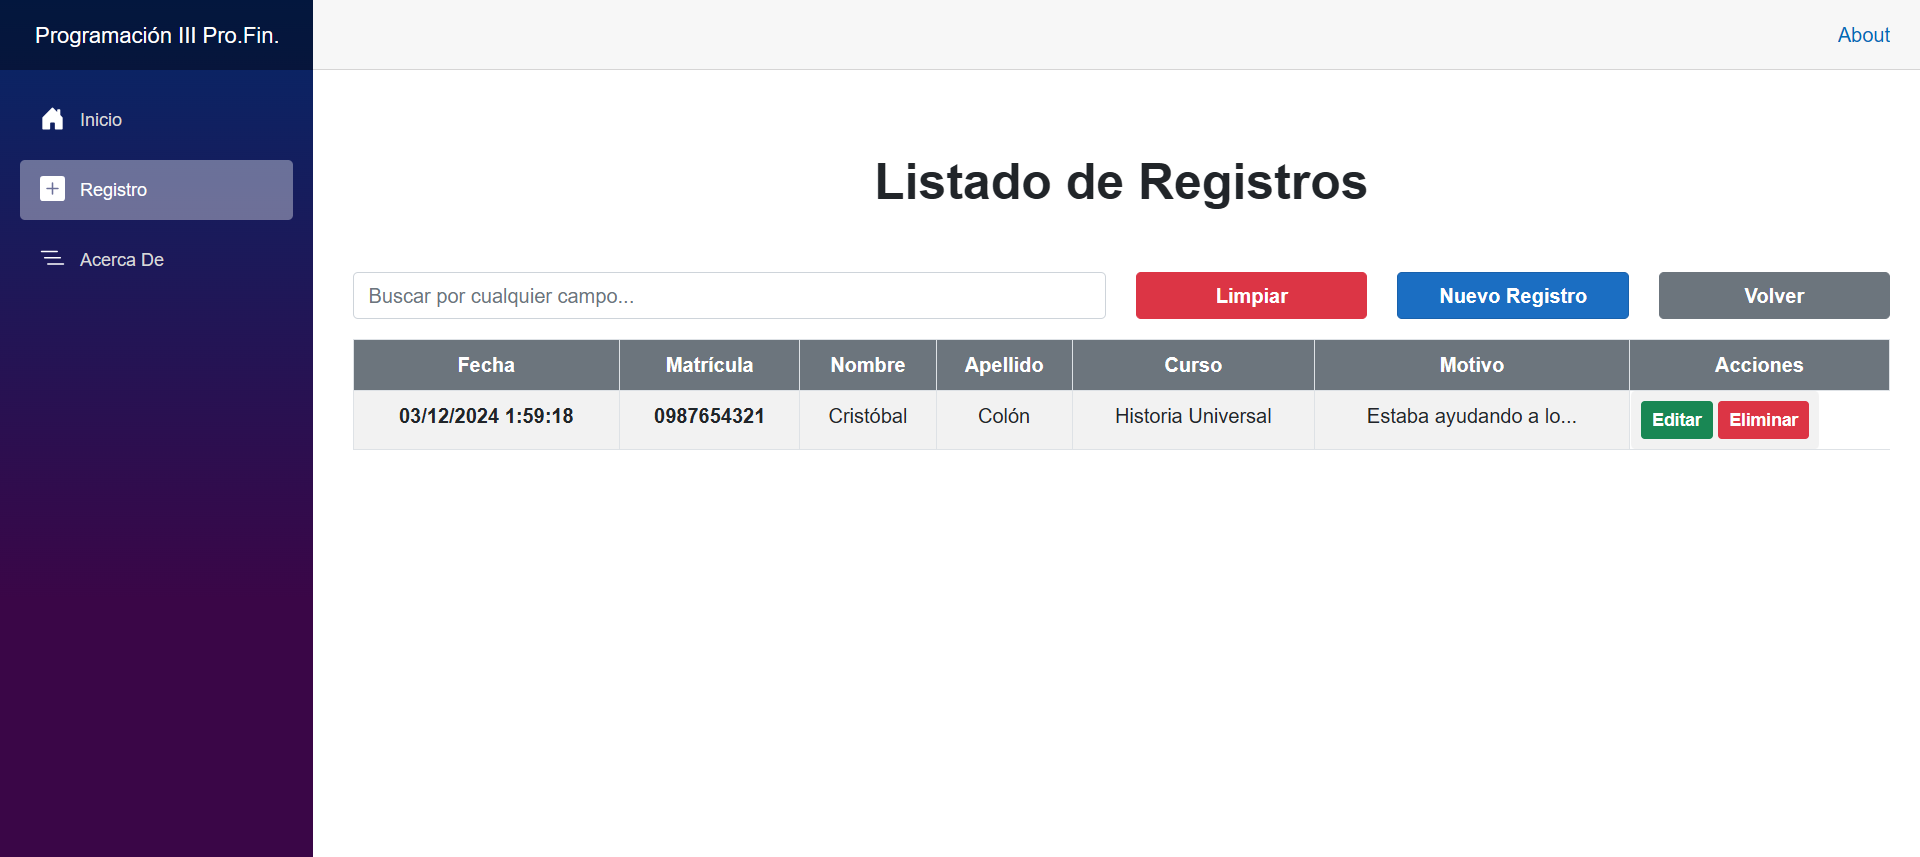 Programación III Pro.Fin.
About
Inicio
Registro
Acerca De
Listado de Registros
Buscar por cualquier campo...
Limpiar
Nuevo Registro
Volver
Fecha Matrícula Nombre Apellido Curso Motivo Acciones
03/12/2024 1:59:18 0987654321 Cristóbal Colón Historia Universal Estaba ayudando a lo... Editar Eliminar